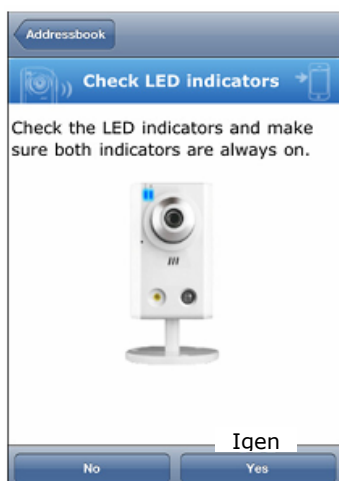 Addressbook
Check LED indicators
Check the LED indicators and make
sure both indicators are always on.
Igen
No Yes